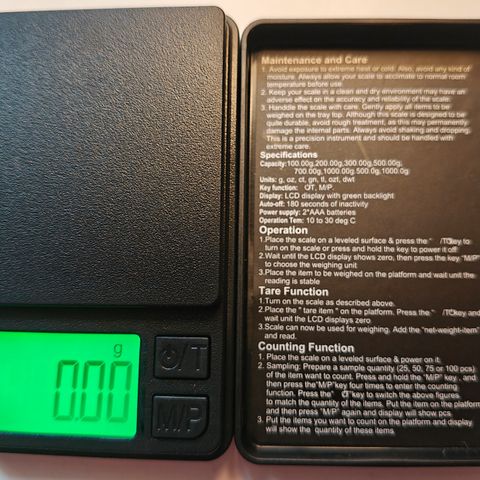 g
0.00
⏻/T
M/P
Maintenance and Care
1. Avoid exposure to extreme heat or cold. Also, avoid any kind of
moisture. Always allow your scale to acclimate to normal room
temperature before use.
2. Keep your scale in a clean and dry environment may have an
adverse effect on the accuracy and reliability of the scale.
3. Handdle the scale with care. Gently apply all items to be
weighed on the tray top. Although this scale is designed to be
quite durable, avoid rough treatment, as this may permanently
damage the internal parts. Always avoid shaking and dropping.
This is a precision instrument and should be handled with
extreme care.
Specifications
Capacity:100.00g,200.00g,300.00g,500.00g,
700.00g,1000.00g,500.0g,1000.0g
Units: g, oz, ct, gn, tl, ozt, dwt
Key function: ⏻/T, M/P.
Display: LCD display with green backlight
Auto-off: 180 seconds of inactivity
Power supply: 2*AAA batteries
Operation Tem: 10 to 30 deg C
Operation
1.Place the scale on a leveled surface & press the" ⏻/T"key to
turn on the scale or press and hold the key to power it off
2.Wait until the LCD display shows zero, then press the key "M/P"
to choose the weighing unit
3.Place the item to be weighed on the platform and wait unit the
reading is stable
Tare Function
1.Turn on the scale as described above.
2.Place the " tare item " on the platform. Press the" ⏻/T"key and
wait unit the LCD displays zero
3.Scale can now be used for weighing. Add the "net-weight-item"
and read.
Counting Function
1. Place the scale on a leveled surface & power on it
2. Sampling: Prepare a sample quantity (25, 50, 75 or 100 pcs)
of the item want to count. Press and hold the "M/P" key , and
then press the"M/P"key four times to enter the counting
function. Press the" ⏻/T"key to switch the above figures
to match the quantity of the items. Put the item on the platform
and then press "M/P" again and display will show pcs
3. Put the items you want to count on the platform and display
will show the quantity of these items.